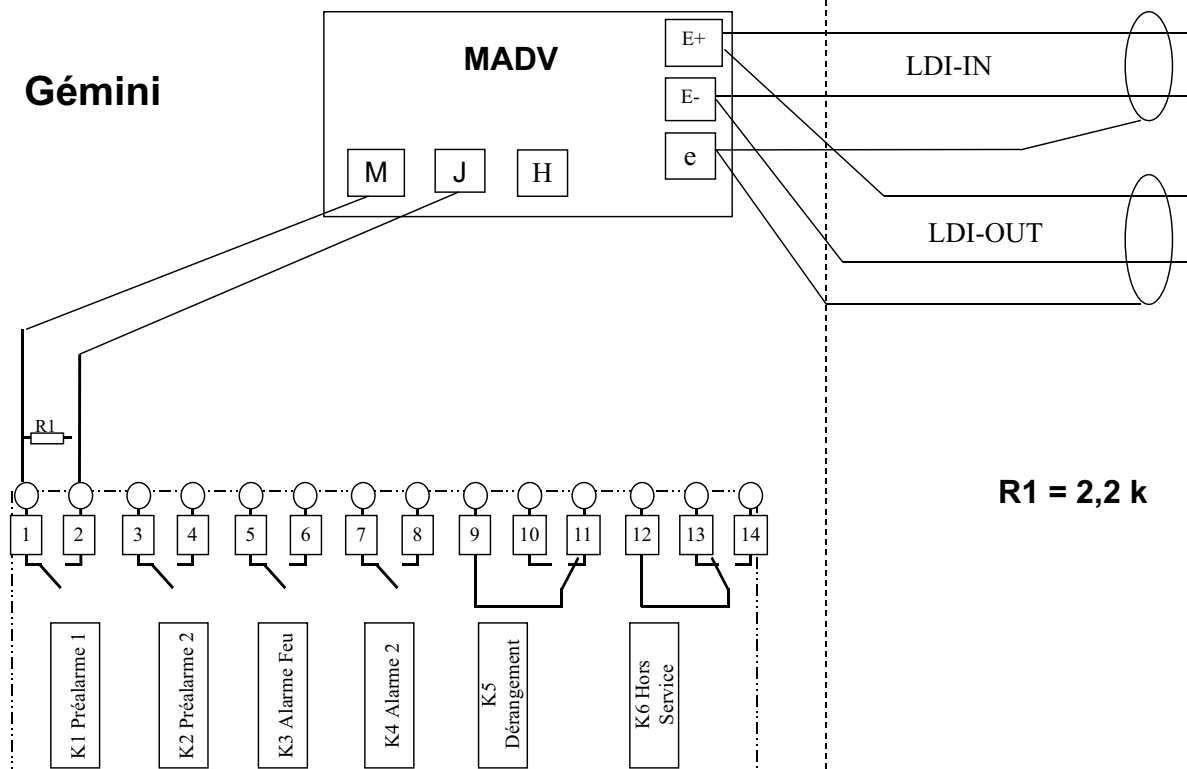 Gémini
MADV
E+
E-
e
M
J
H
LDI-IN
LDI-OUT
R1
R1 = 2,2 k
1
2
3
4
5
6
7
8
9
10
11
12
13
14
K1 Préalarme 1
K2 Préalarme 2
K3 Alarme Feu
K4 Alarme 2
K5
Dérangement
K6 Hors
Service